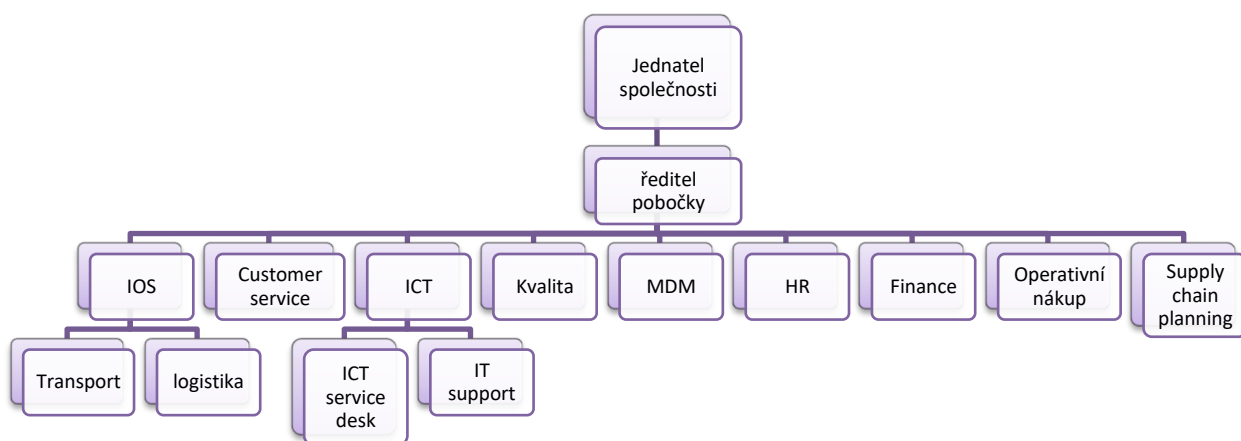 Jednatel
společnosti
ředitel
pobočky
IOS
Customer
service
ICT
Kvalita
MDM
HR
Finance
Operativní
nákup
Supply
chain
planning
Transport
logistika
ICT
service
desk
IT
support